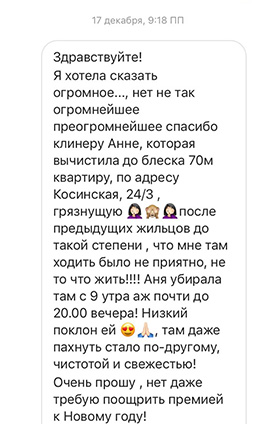 17 декабря, 9:18 ПП
Здравствуйте!
Я хотела сказать
огромное..., нет не так
огромнейшее
преогромнейшее спасибо
клинеру Анне, которая
вычистила до блеска 70м
квартиру, по адресу
Косинская, 24/3 ,
грязнущую 🤦🏻‍♀️🙈🤦🏻‍♀️после
предыдущих жильцов до
такой степени , что мне там
ходить было не приятно, не
то что жить!!!! Аня убирала
там с 9 утра аж почти до
20.00 вечера! Низкий
поклон ей 😍🙏🏻, там даже
пахнуть стало по-другому,
чистотой и свежестью!
Очень прошу , нет даже
требую поощрить премией
к Новому году!